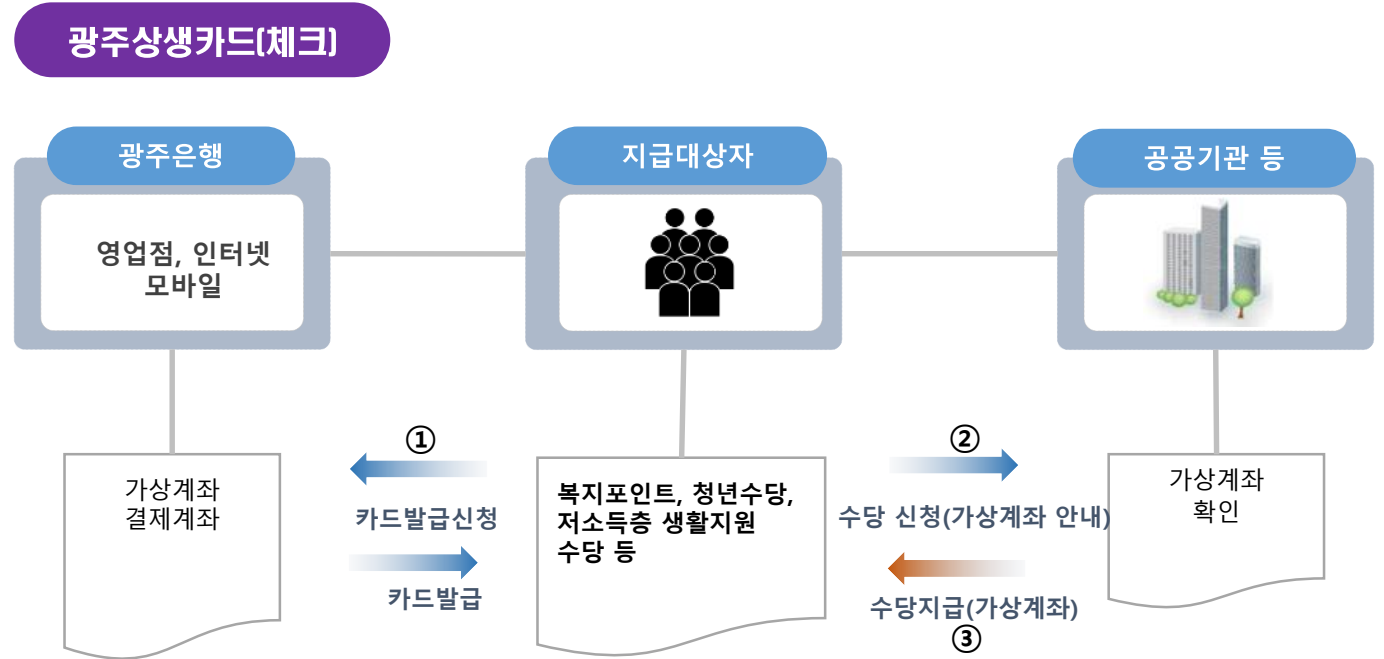 광주상생카드(체크)
광주은행
지급대상자
공공기관 등
영업점, 인터넷
모바일
가상계좌
결제계좌
①
카드발급신청
카드발급
복지포인트, 청년수당,
저소득층 생활지원
수당 등
②
수당 신청(가상계좌 안내)
수당지급(가상계좌)
③
가상계좌
확인